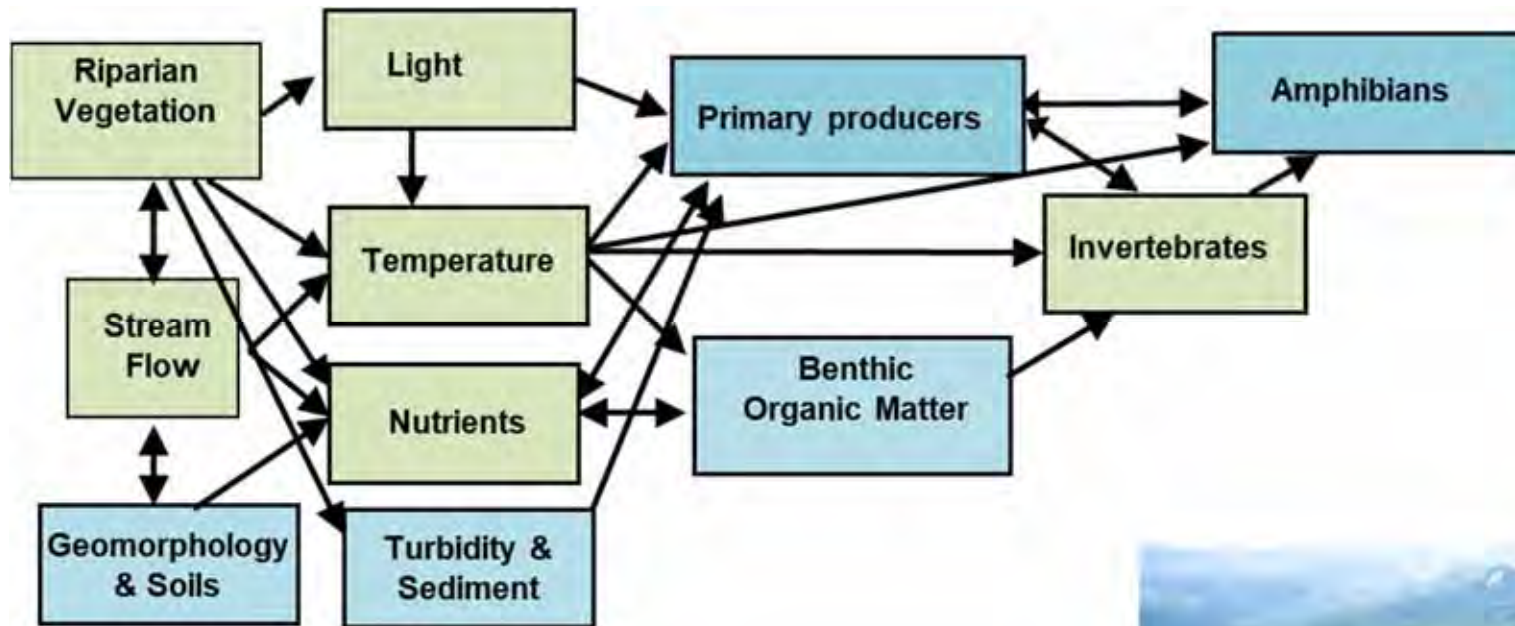 Riparian
Vegetation
Light
Primary producers
Amphibians
Temperature
Invertebrates
Stream
Flow
Nutrients
Benthic
Organic Matter
Geomorphology
& Soils
Turbidity &
Sediment